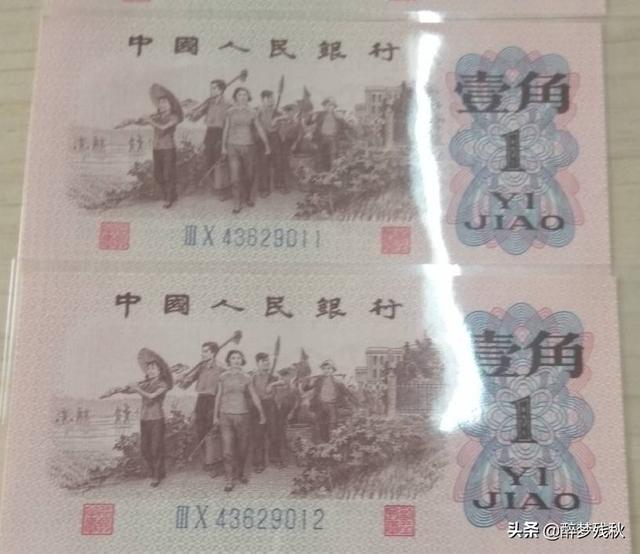 中國人民銀行
壹角
1
YI
JIAO
ⅢⅩ 43629011
中國人民銀行
壹角
1
YI
JIAO
ⅢⅩ 43629012
头条 @醉梦残秋